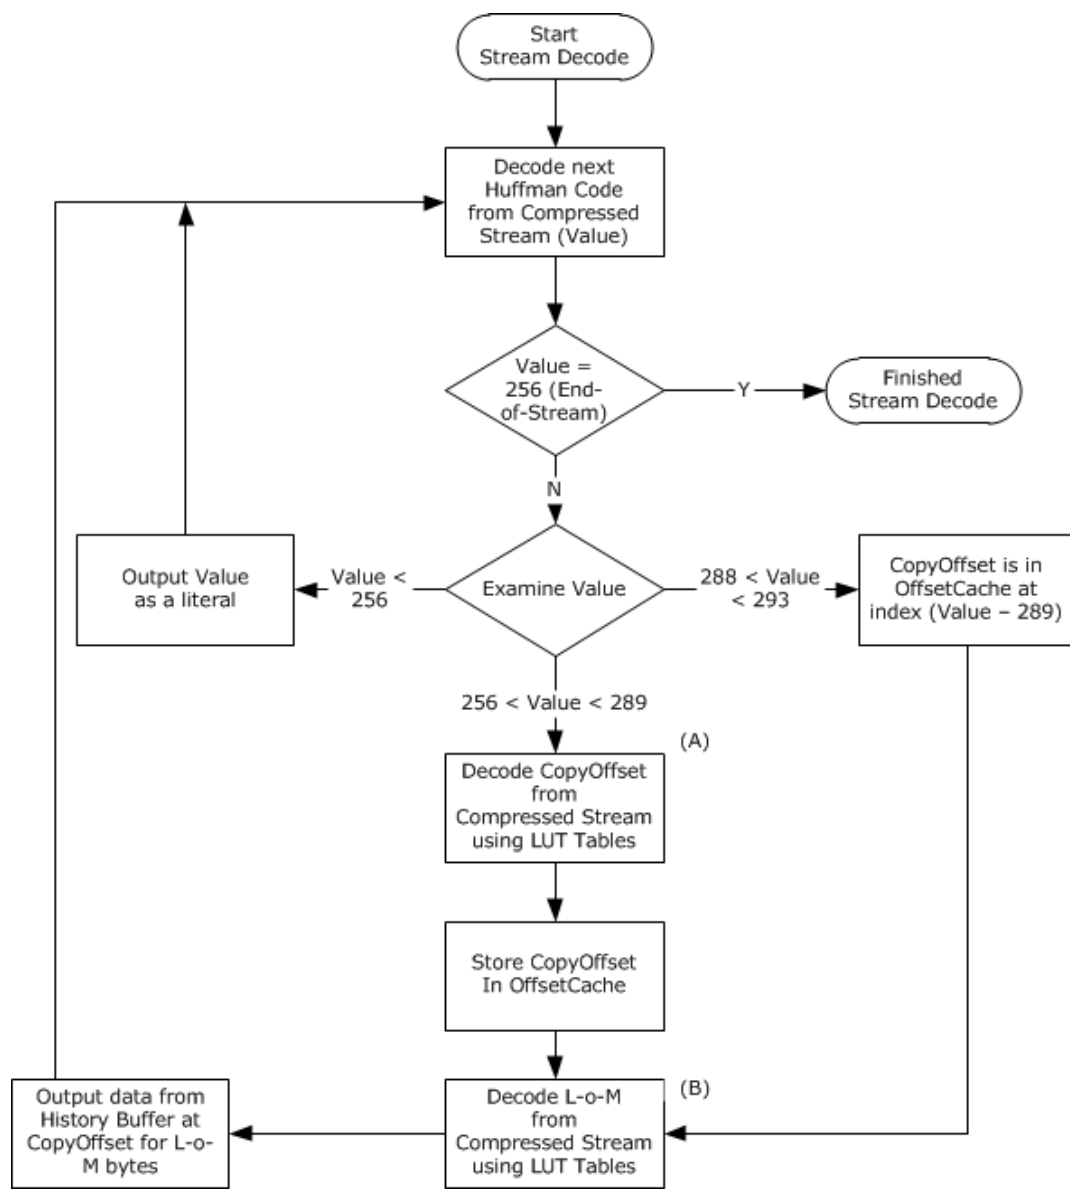 Start
Stream Decode
Decode next
Huffman Code
from Compressed
Stream (Value)
Value =
256 (End-
of-Stream)
Y
Finished
Stream Decode
N
Output Value
as a literal
Value <
256
Examine Value
288 < Value
< 293
CopyOffset is in
OffsetCache at
index (Value – 289)
256 < Value < 289
(A)
Decode CopyOffset
from
Compressed Stream
using LUT Tables
Store CopyOffset
In OffsetCache
Output data from
History Buffer at
CopyOffset for L-o-
M bytes
Decode L-o-M
from
Compressed Stream
using LUT Tables
(B)